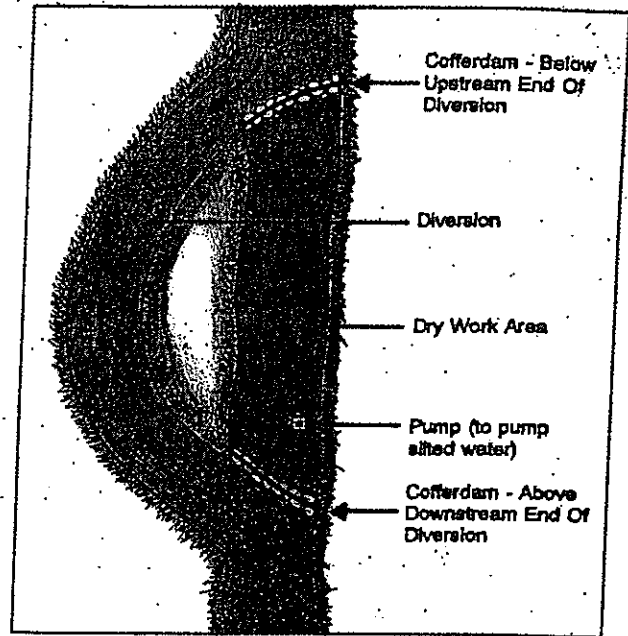 Cofferdam - Below
Upstream End Of
Diversion
Diversion
Dry Work Area
Pump (to pump
silted water)
Cofferdam - Above
Downstream End Of
Diversion